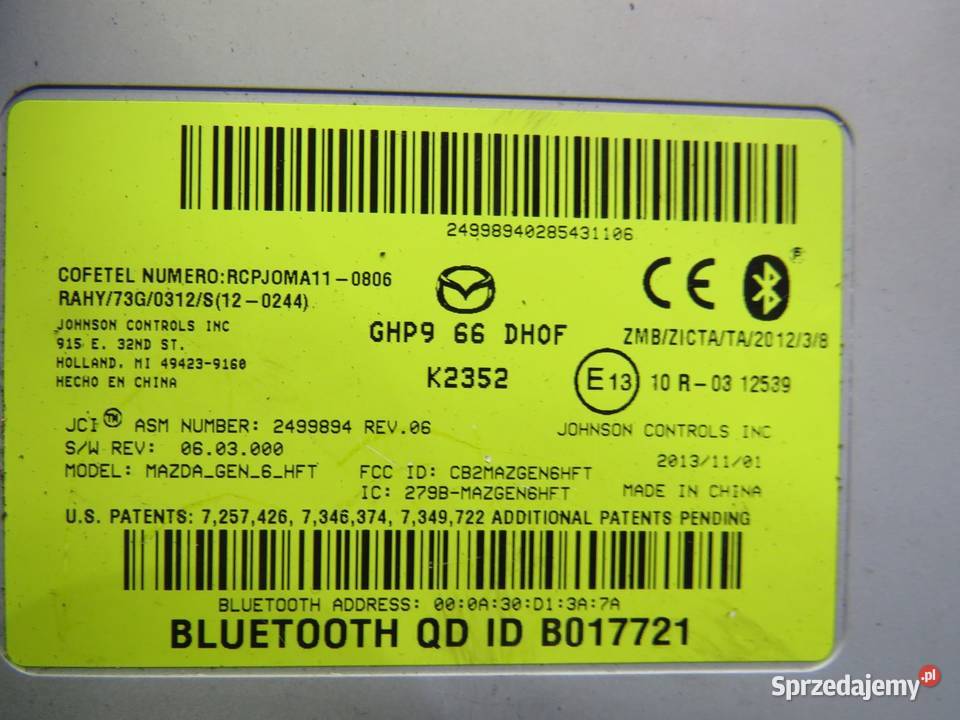 24998940285431106
COFETEL NUMERO:RCPJOMA11-0806
RAHY/73G/0312/S(12-0244)
JOHNSON CONTROLS INC
915 E. 32ND ST.
HOLLAND, MI 49423-9160
HECHO EN CHINA
GHP9 66 DH0F
K2352
CE
ZMB/ZICTA/TA/2012/3/8
E13 10 R-03 12539
JCI™ ASM NUMBER: 2499894 REV.06
S/W REV: 06.03.000
MODEL: MAZDA_GEN_6_HFT
FCC ID: CB2MAZGEN6HFT
IC: 279B-MAZGEN6HFT
JOHNSON CONTROLS INC
2013/11/01
MADE IN CHINA
U.S. PATENTS: 7,257,426, 7,346,374, 7,349,722 ADDITIONAL PATENTS PENDING
BLUETOOTH ADDRESS: 00:0A:30:D1:3A:7A
BLUETOOTH QD ID B017721
Sprzedajemy.pl